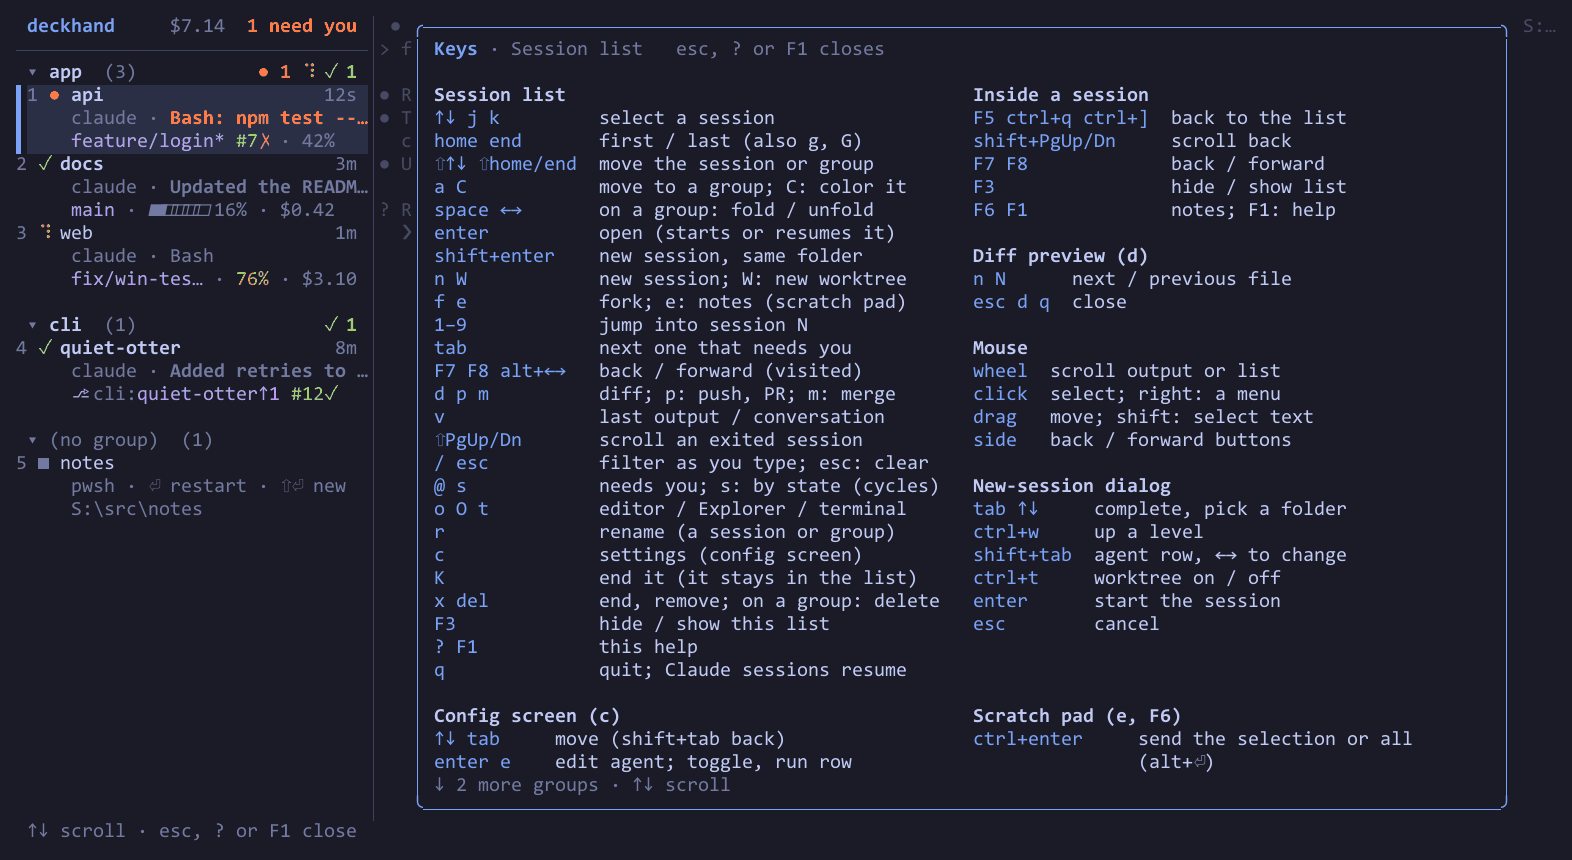 deckhand $7.14 1 need you
▾ app (3) ● 1 ⠹ ✓ 1
1 ● api 12s
claude · Bash: npm test --…
feature/login* #7✗ · 42%
2 ✓ docs 3m
claude · Updated the READM…
main · 16% · $0.42
3 ⠹ web 1m
claude · Bash
fix/win-tes… · 76% · $3.10
▾ cli (1) ✓ 1
4 ✓ quiet-otter 8m
claude · Added retries to …
⎇ cli:quiet-otter↑1 #12✓
▾ (no group) (1)
5 ■ notes
pwsh · ⏎ restart · ⇧⏎ new
S:\src\notes
↑↓ scroll · esc, ? or F1 close
●
> f
● R
● T
c
● U
? R
❯
S:…
Keys · Session list esc, ? or F1 closes
Session list
↑↓ j k select a session
home end first / last (also g, G)
⇧↑↓ ⇧home/end move the session or group
a C move to a group; C: color it
space ↔ on a group: fold / unfold
enter open (starts or resumes it)
shift+enter new session, same folder
n W new session; W: new worktree
f e fork; e: notes (scratch pad)
1–9 jump into session N
tab next one that needs you
F7 F8 alt+↔ back / forward (visited)
d p m diff; p: push, PR; m: merge
v last output / conversation
⇧PgUp/Dn scroll an exited session
/ esc filter as you type; esc: clear
@ s needs you; s: by state (cycles)
o O t editor / Explorer / terminal
r rename (a session or group)
c settings (config screen)
K end it (it stays in the list)
x del end, remove; on a group: delete
F3 hide / show this list
? F1 this help
q quit; Claude sessions resume
Config screen (c)
↑↓ tab move (shift+tab back)
enter e edit agent; toggle, run row
↓ 2 more groups · ↑↓ scroll
Inside a session
F5 ctrl+q ctrl+] back to the list
shift+PgUp/Dn scroll back
F7 F8 back / forward
F3 hide / show list
F6 F1 notes; F1: help
Diff preview (d)
n N next / previous file
esc d q close
Mouse
wheel scroll output or list
click select; right: a menu
drag move; shift: select text
side back / forward buttons
New-session dialog
tab ↑↓ complete, pick a folder
ctrl+w up a level
shift+tab agent row, ↔ to change
ctrl+t worktree on / off
enter start the session
esc cancel
Scratch pad (e, F6)
ctrl+enter send the selection or all
(alt+⏎)